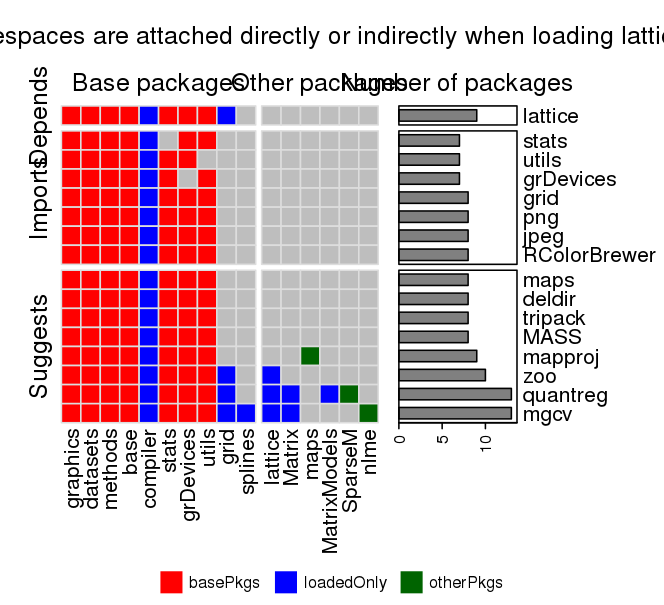 espaces are attached directly or indirectly when loading lattic
Base packages
Other packages
Number of packages
Depends
Imports
Suggests
lattice
stats
utils
grDevices
grid
png
jpeg
RColorBrewer
maps
deldir
tripack
MASS
mapproj
zoo
quantreg
mgcv
0 5 10
graphics
datasets
methods
base
compiler
stats
grDevices
utils
grid
splines
lattice
Matrix
maps
MatrixModels
SparseM
nlme
basePkgs loadedOnly otherPkgs